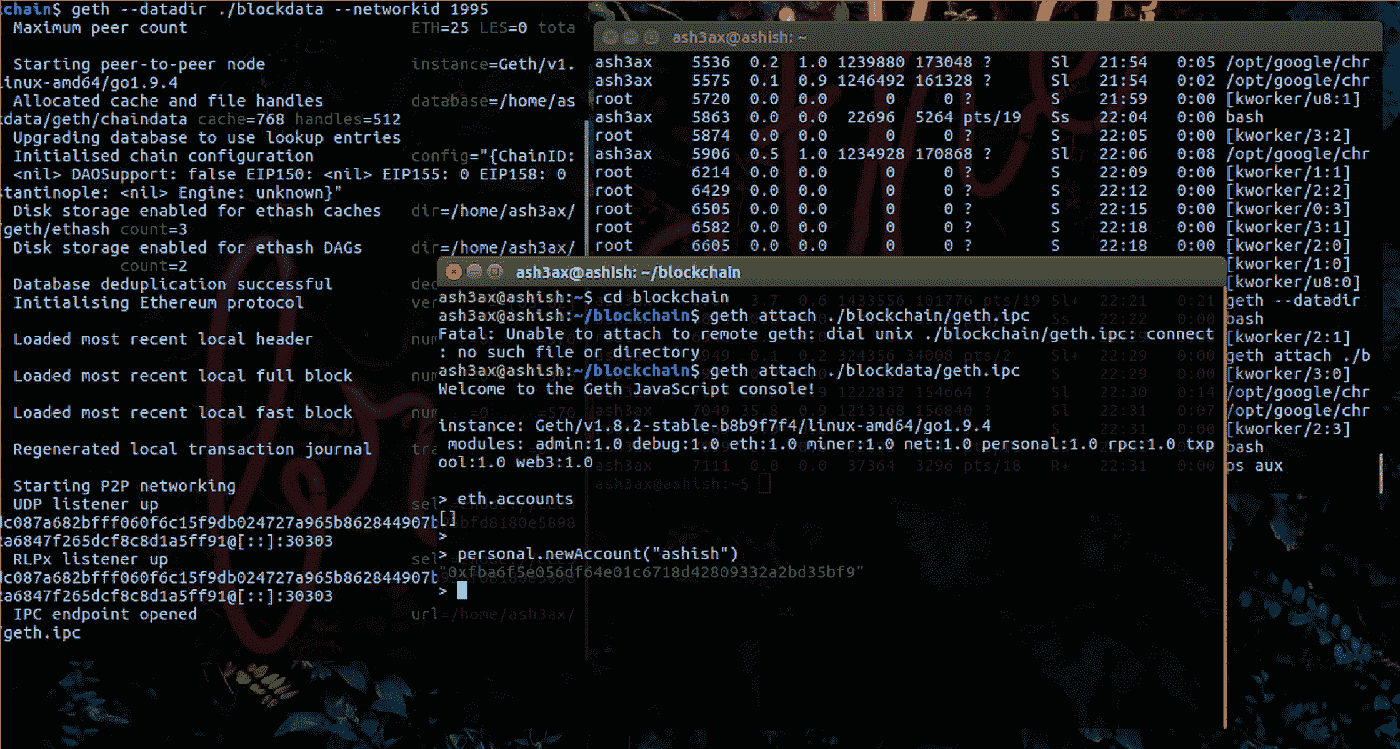 chain$ geth --datadir ./blockdata --networkid 1995
Maximum peer count ETH=25 LES=0 tota
Starting peer-to-peer node instance=Geth/v1.
linux-amd64/go1.9.4
Allocated cache and file handles database=/home/as
kdata/geth/chaindata cache=768 handles=512
Upgrading database to use lookup entries
Initialised chain configuration config="{ChainID:
<nil> DAOSupport: false EIP150: <nil> EIP155: 0 EIP158: 0
stantinople: <nil> Engine: unknown}"
Disk storage enabled for ethash caches dir=/home/ash3ax/
/geth/ethash count=3
Disk storage enabled for ethash DAGs dir=/home/ash3ax/
count=2
Database deduplication successful ded
Initialising Ethereum protocol ver
Loaded most recent local header num
Loaded most recent local full block num
Loaded most recent local fast block num
Regenerated local transaction journal tra
Starting P2P networking
UDP listener up sel
dc087a682bfff060f6c15f9db024727a965b862844907b
2a6847f265dcf8c8d1a5ff91@[::]:30303
RLPx listener up sel
dc087a682bfff060f6c15f9db024727a965b862844907b
2a6847f265dcf8c8d1a5ff91@[::]:30303
IPC endpoint opened url=/home/ash3ax/
/geth.ipc
ash3ax@ashish: ~
ash3ax 5536 0.2 1.0 1239880 173048 ? Sl 21:54 0:05 /opt/google/chr
ash3ax 5575 0.1 0.9 1246492 161328 ? Sl 21:54 0:02 /opt/google/chr
root 5720 0.0 0.0 0 0 ? S 21:59 0:00 [kworker/u8:1]
ash3ax 5863 0.0 0.0 22696 5264 pts/19 Ss 22:04 0:00 bash
root 5874 0.0 0.0 0 0 ? S 22:05 0:00 [kworker/3:2]
ash3ax 5906 0.5 1.0 1234928 170868 ? Sl 22:06 0:08 /opt/google/chr
root 6214 0.0 0.0 0 0 ? S 22:09 0:00 [kworker/1:1]
root 6429 0.0 0.0 0 0 ? S 22:12 0:00 [kworker/2:2]
root 6505 0.0 0.0 0 0 ? S 22:15 0:00 [kworker/0:3]
root 6582 0.0 0.0 0 0 ? S 22:18 0:00 [kworker/3:1]
root 6605 0.0 0.0 0 0 ? S 22:18 0:00 [kworker/2:0]
[kworker/1:0]
[kworker/u8:0]
geth --datadir
bash
[kworker/2:1]
geth attach ./b
[kworker/3:0]
/opt/google/chr
/opt/google/chr
[kworker/2:3]
bash
ps aux
ash3ax@ashish: ~/blockchain
ash3ax@ashish:~$ cd blockchain
ash3ax@ashish:~/blockchain$ geth attach ./blockchain/geth.ipc
Fatal: Unable to attach to remote geth: dial unix ./blockchain/geth.ipc: connect
: no such file or directory
ash3ax@ashish:~/blockchain$ geth attach ./blockdata/geth.ipc
Welcome to the Geth JavaScript console!
instance: Geth/v1.8.2-stable-b8b9f7f4/linux-amd64/go1.9.4
modules: admin:1.0 debug:1.0 eth:1.0 miner:1.0 net:1.0 personal:1.0 rpc:1.0 txp
ool:1.0 web3:1.0
> eth.accounts
[]
>
> personal.newAccount("ashish")
"0xfba6f5e056df64e01c6718d42809332a2bd35bf9"
>